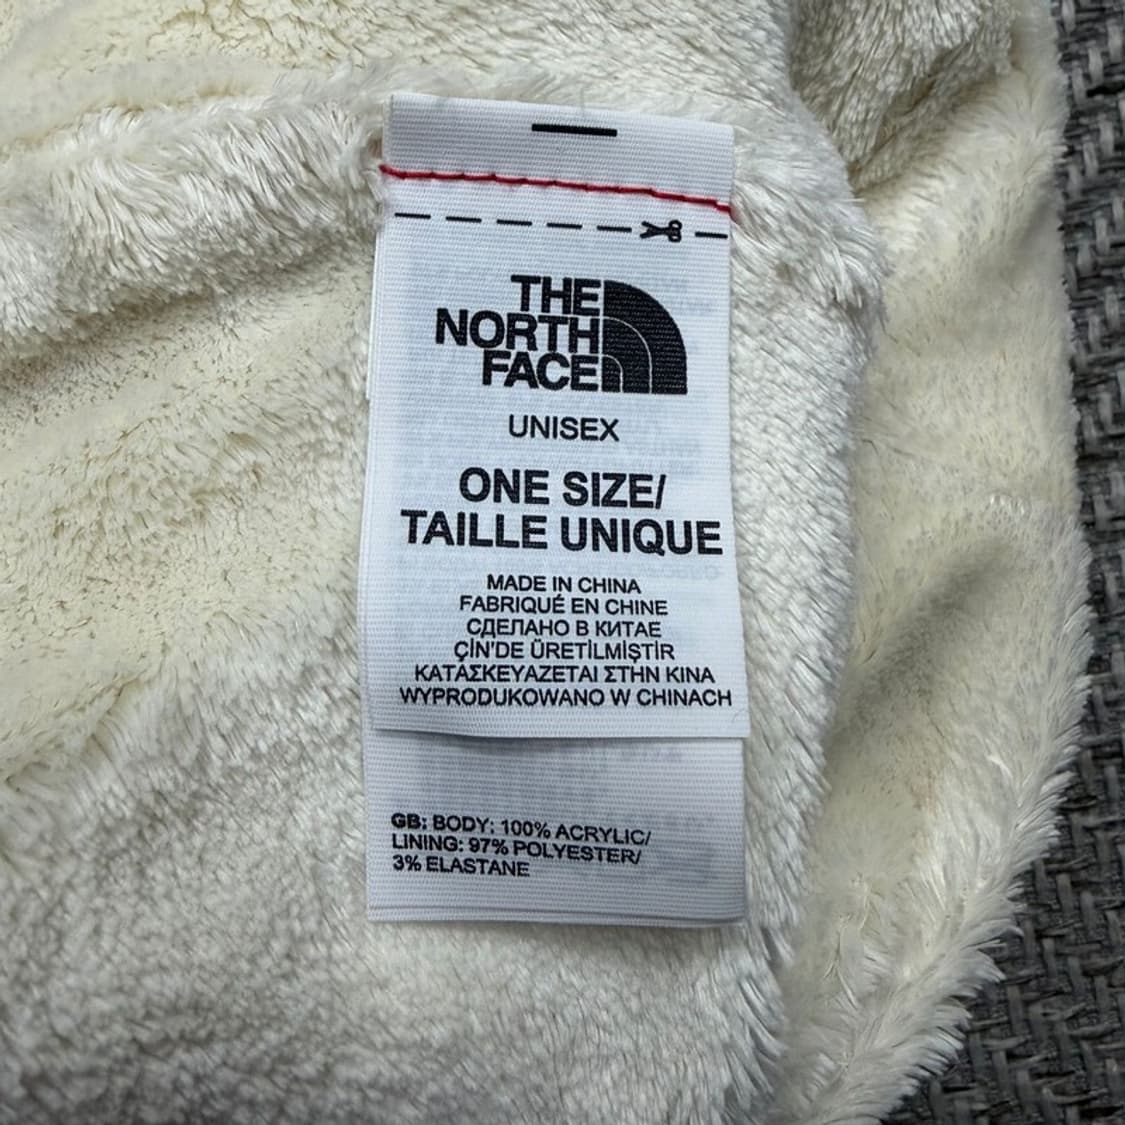 THE
NORTH
FACE
UNISEX
ONE SIZE/
TAILLE UNIQUE
MADE IN CHINA
FABRIQUÉ EN CHINE
СДЕЛАНО В КИТАЕ
ÇİN'DE ÜRETİLMİŞTİR
ΚΑΤΑΣΚΕΥΑΖΕΤΑΙ ΣΤΗΝ ΚΙΝΑ
WYPRODUKOWANO W CHINACH
GB: BODY: 100% ACRYLIC/
LINING: 97% POLYESTER/
3% ELASTANE